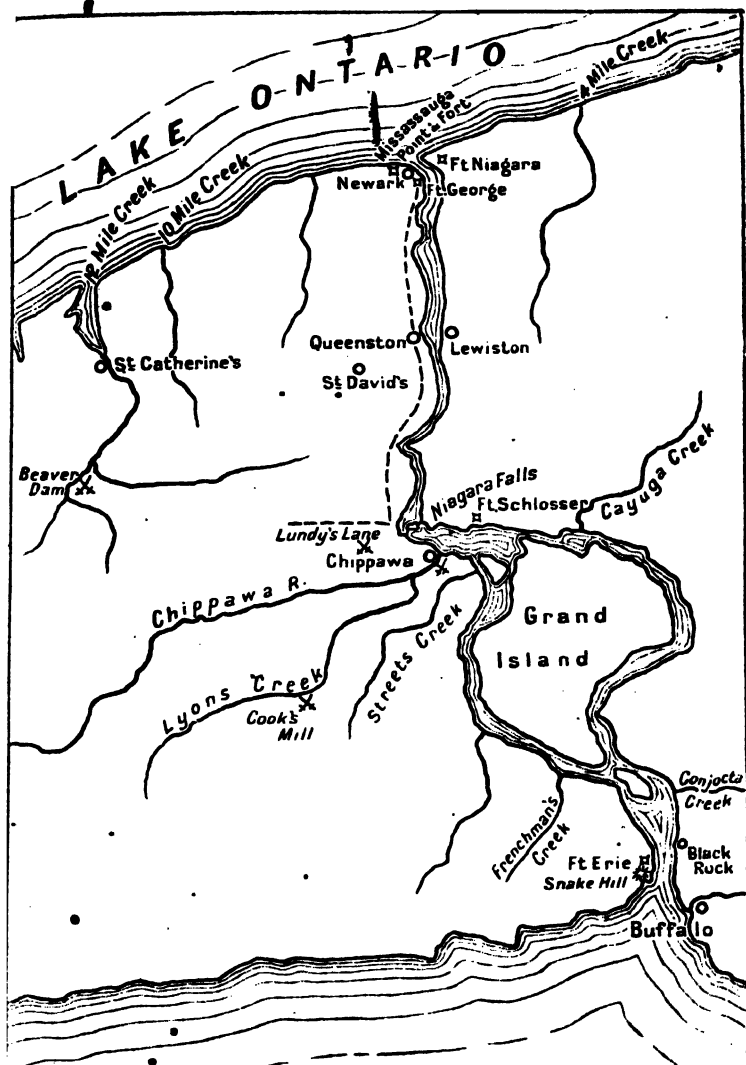 LAKE ONTARIO
4 Mile Creek
Mississauga
Point & Fort
12 Mile Creek
10 Mile Creek
Ft. Niagara
Newark
Ft. George
Queenston
Lewiston
St. Catherine's
St. David's
Beaver
Dam
Niagara Falls
Ft. Schlosser
Cayuga Creek
Lundy's Lane
Chippawa
Chippawa R.
Grand
Island
Streets Creek
Lyons Creek
Cook's
Mill
Conjocta
Creek
Frenchman's
Creek
Ft Erie
Snake Hill
Black
Rock
Buffalo